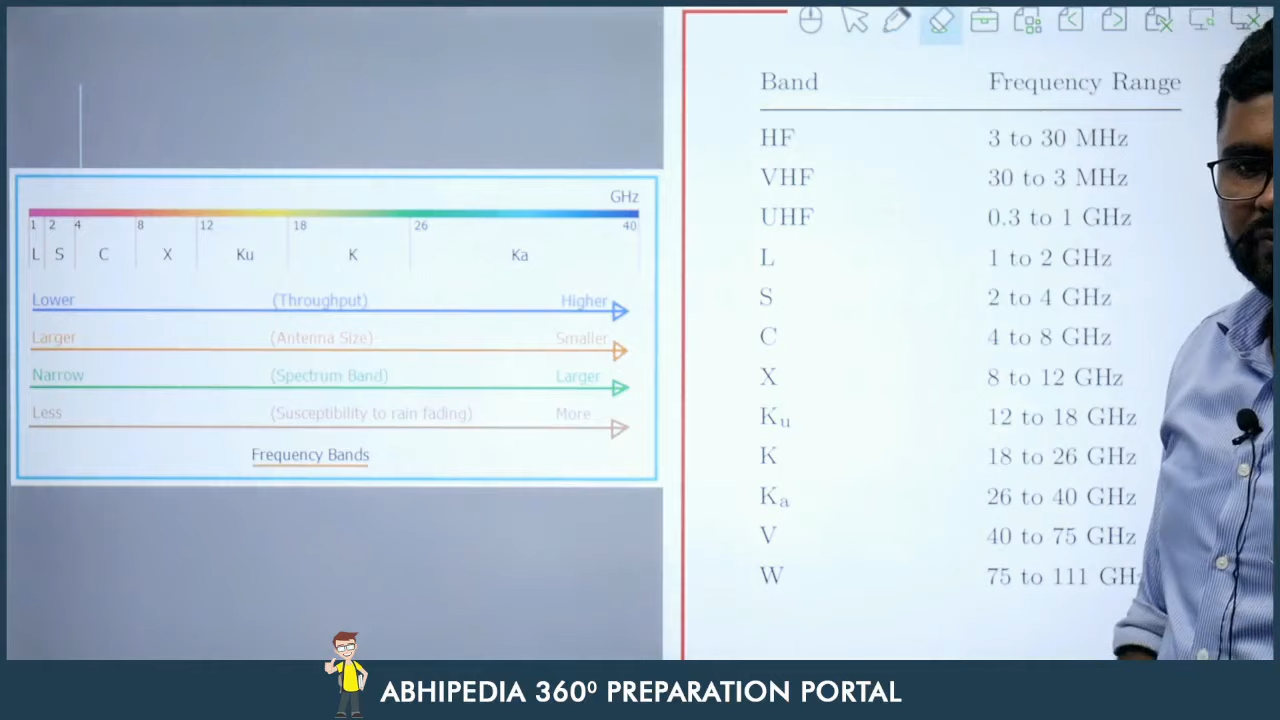 GHz
1 2 4 8 12 18 26 40
L S C X Ku K Ka
Lower (Throughput) Higher
Larger (Antenna Size) Smaller
Narrow (Spectrum Band) Larger
Less (Susceptibility to rain fading) More
Frequency Bands
Band Frequency Range
HF 3 to 30 MHz
VHF 30 to 3 MHz
UHF 0.3 to 1 GHz
L 1 to 2 GHz
S 2 to 4 GHz
C 4 to 8 GHz
X 8 to 12 GHz
Ku 12 to 18 GHz
K 18 to 26 GHz
Ka 26 to 40 GHz
V 40 to 75 GHz
W 75 to 111 GH
ABHIPEDIA 360º PREPARATION PORTAL